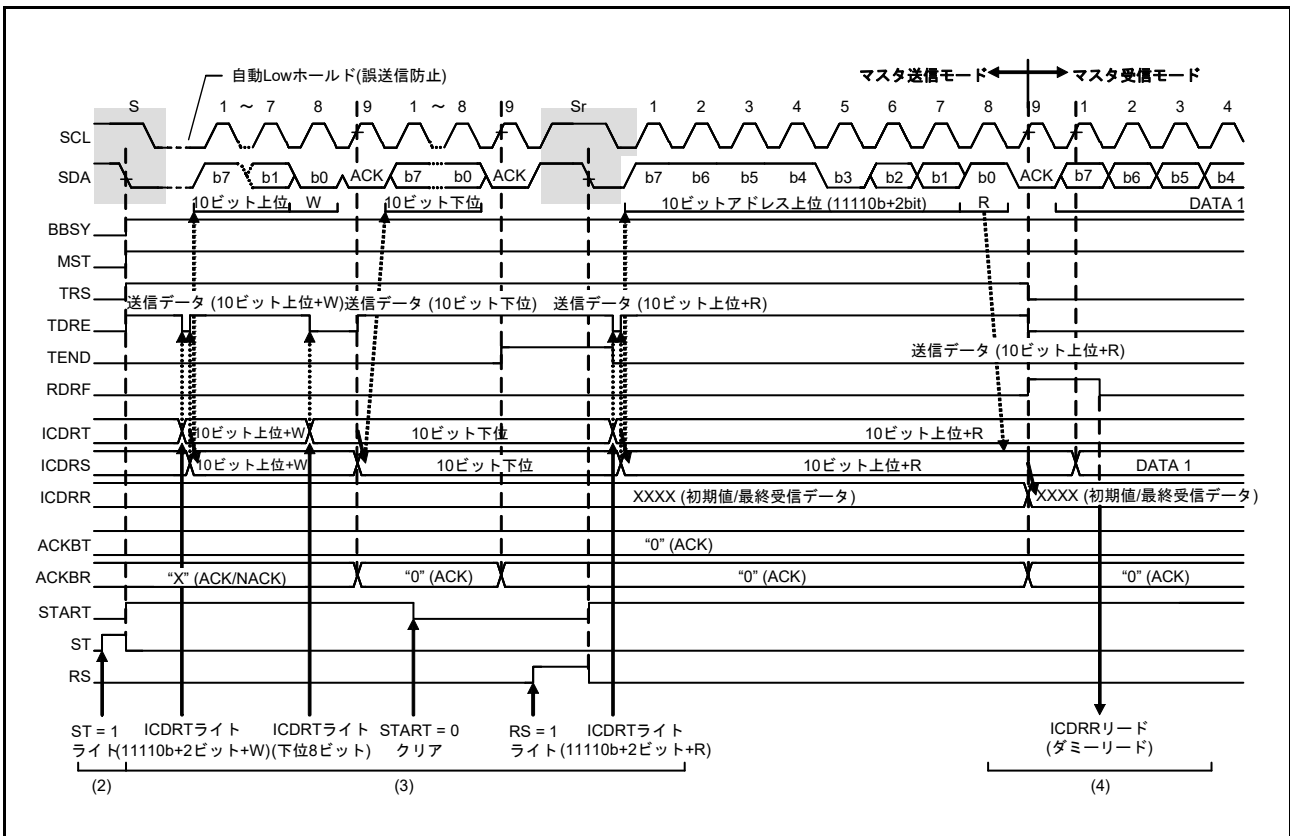 自動Lowホールド(誤送信防止)
マスタ送信モード マスタ受信モード
S 1 ～ 7 8 9 1 ～ 8 9 Sr 1 2 3 4 5 6 7 8 9 1 2 3 4
SCL
SDA b7 b1 b0 ACK b7 b0 ACK b7 b6 b5 b4 b3 b2 b1 b0 ACK b7 b6 b5 b4
10ビット上位 W 10ビット下位 10ビットアドレス上位 (11110b+2bit) R DATA 1
BBSY
MST
TRS
送信データ (10ビット上位+W) 送信データ (10ビット下位) 送信データ (10ビット上位+R)
TDRE
TEND
送信データ (10ビット上位+R)
RDRF
ICDRT 10ビット上位+W 10ビット下位 10ビット上位+R
ICDRS 10ビット上位+W 10ビット下位 10ビット上位+R DATA 1
ICDRR XXXX (初期値/最終受信データ) XXXX (初期値/最終受信データ)
ACKBT “0” (ACK)
ACKBR “X” (ACK/NACK) “0” (ACK) “0” (ACK) “0” (ACK)
START
ST
RS
ST = 1 ICDRTライト ICDRTライト START = 0 RS = 1 ICDRTライト ICDRRリード
ライト (11110b+2ビット+W) (下位8ビット) クリア ライト (11110b+2ビット+R) (ダミーリード)
(2) (3) (4)